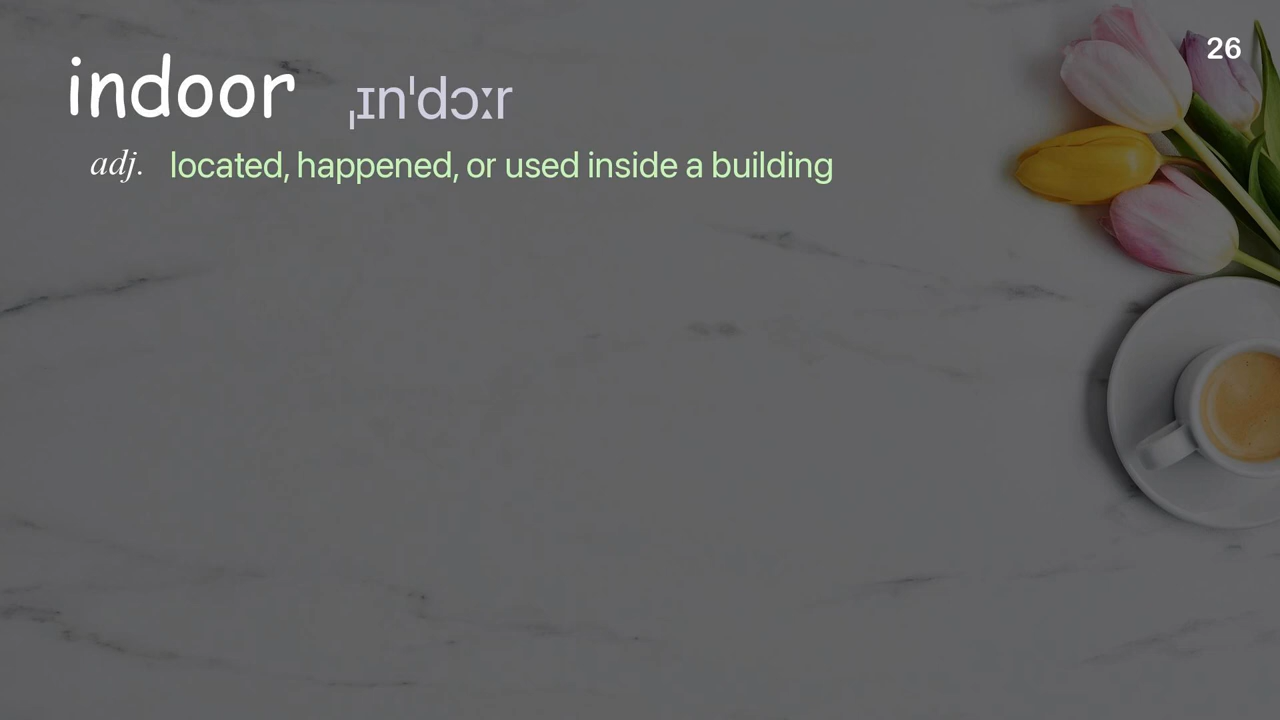 26
indoor ˌɪnˈdɔːr
adj. located, happened, or used inside a building